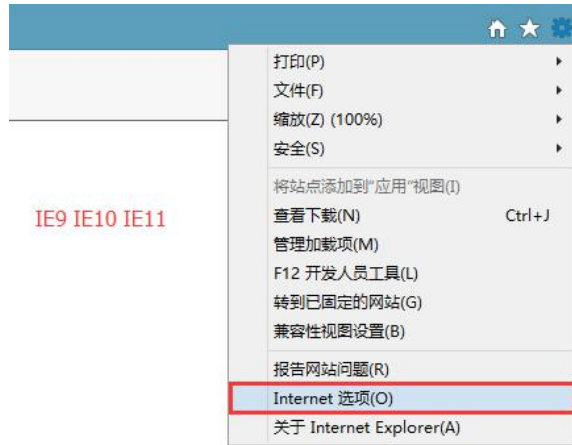 打印(P)
文件(F)
缩放(Z) (100%)
安全(S)
将站点添加到"应用"视图(I)
IE9 IE10 IE11
查看下载(N) Ctrl+J
管理加载项(M)
F12 开发人员工具(L)
转到已固定的网站(G)
兼容性视图设置(B)
报告网站问题(R)
Internet 选项(O)
关于 Internet Explorer(A)